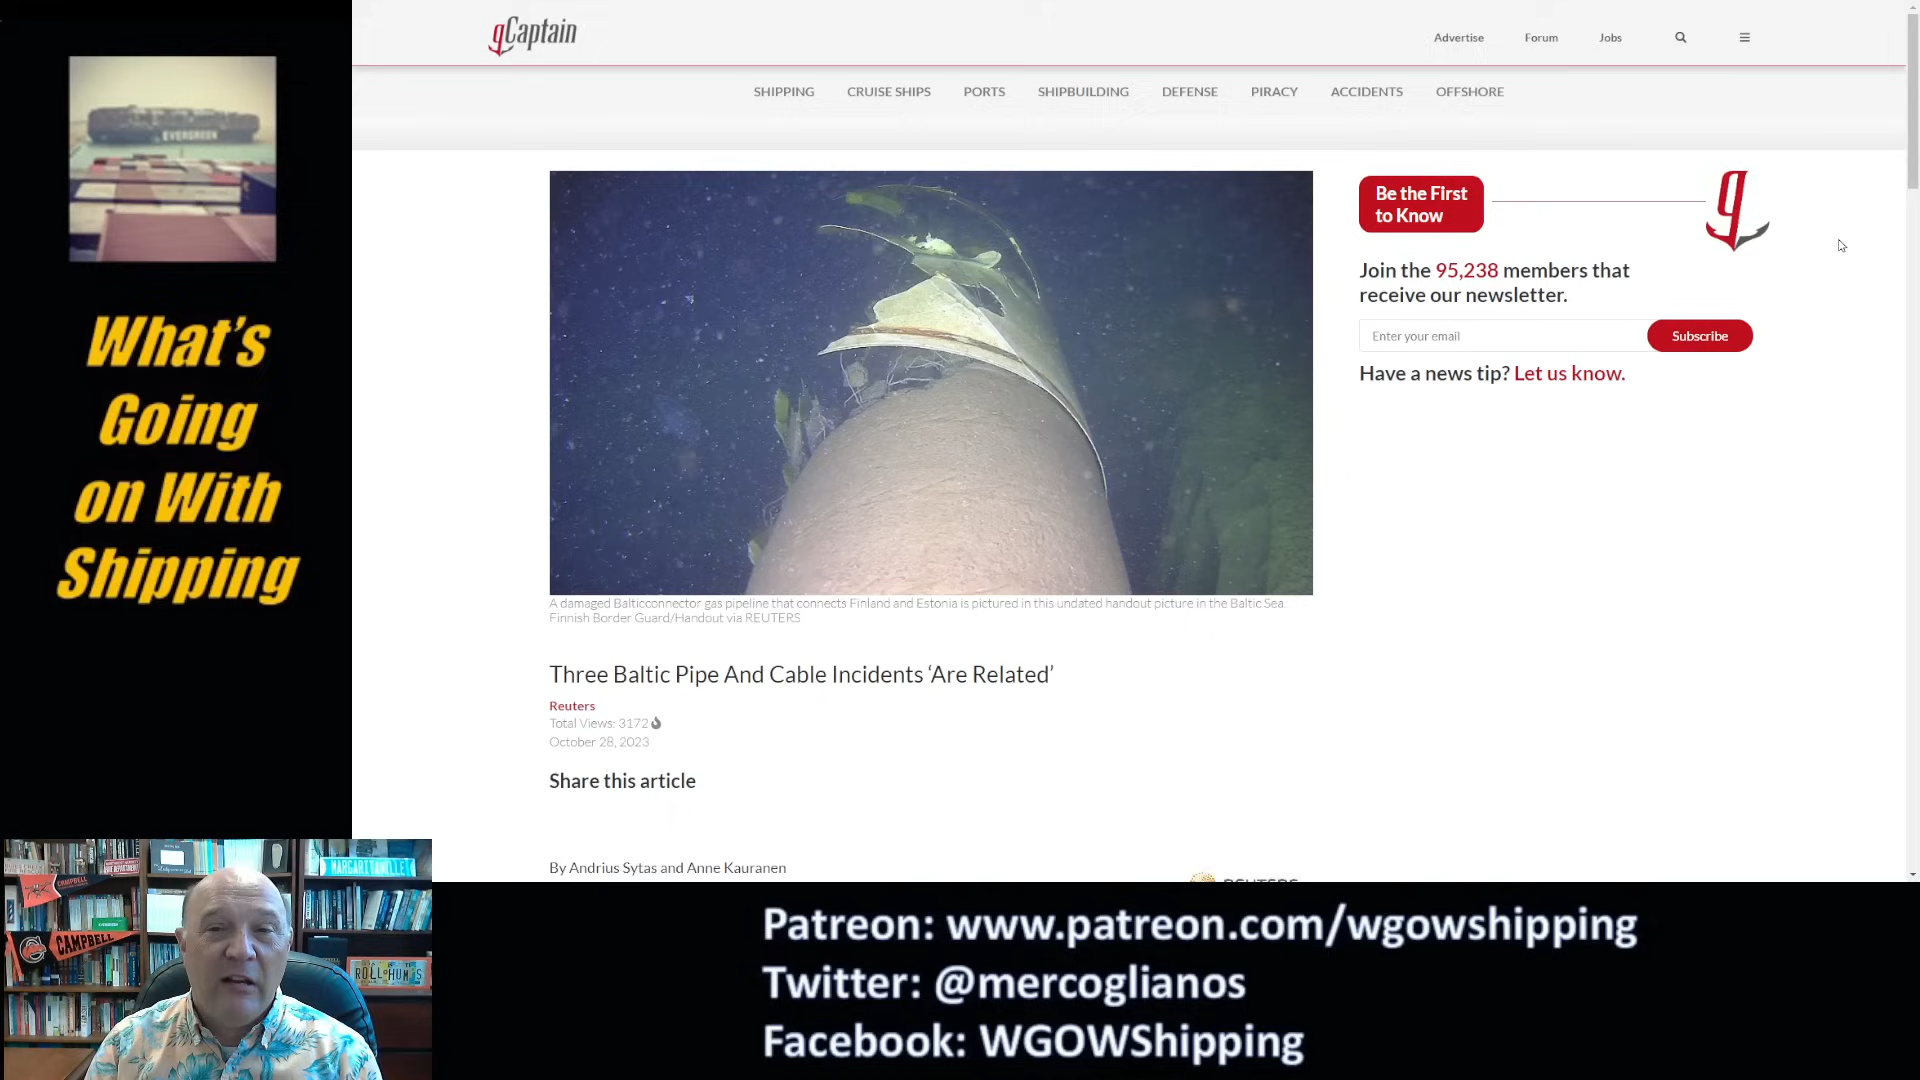 gCaptain
Advertise
Forum
Jobs
SHIPPING
CRUISE SHIPS
PORTS
SHIPBUILDING
DEFENSE
PIRACY
ACCIDENTS
OFFSHORE
EVERGREEN
What's
Going
on With
Shipping
Be the First
to Know
g
Join the 95,238 members that
receive our newsletter.
Enter your email
Subscribe
Have a news tip? Let us know.
A damaged Balticconnector gas pipeline that connects Finland and Estonia is pictured in this undated handout picture in the Baltic Sea.
Finnish Border Guard/Handout via REUTERS
Three Baltic Pipe And Cable Incidents ‘Are Related’
Reuters
Total Views: 3172
October 28, 2023
Share this article
By Andrius Sytas and Anne Kauranen
REUTERS
MARGARITAVILLE
CAMPBELL
CAMPBELL
Patreon: www.patreon.com/wgowshipping
Twitter: @mercoglianos
Facebook: WGOWShipping